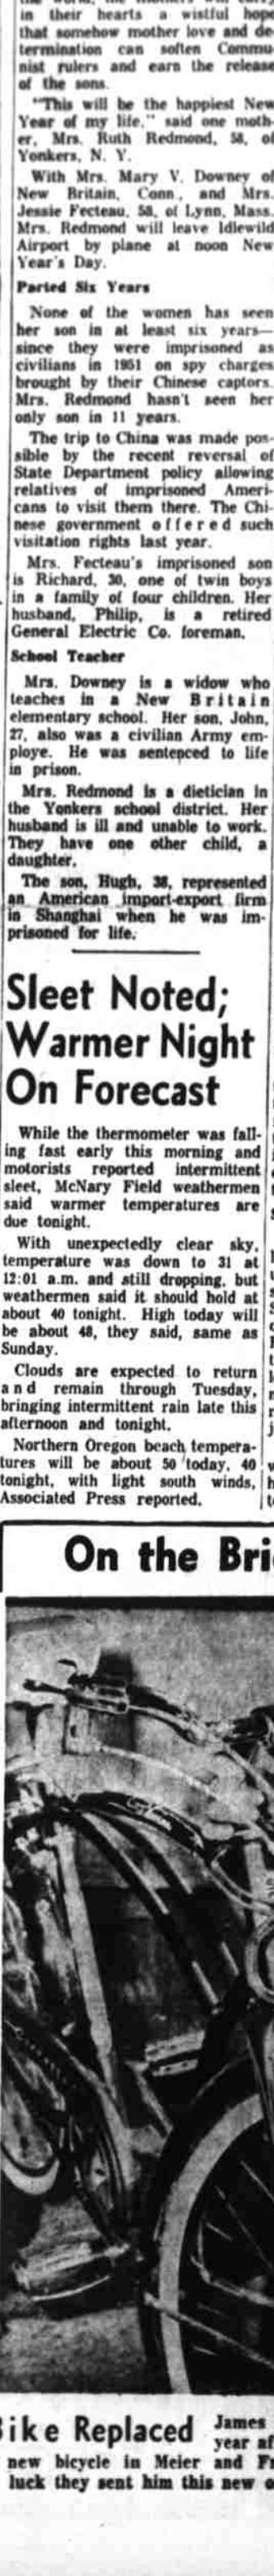 in their hearts a wistful hope
that somehow mother love and de-
termination can soften Commu-
nist rulers and earn the release
of the sons.
"This will be the happiest New
Year of my life," said one moth-
er, Mrs. Ruth Redmond, 58, of
Yonkers, N. Y.
With Mrs. Mary V. Downey of
New Britain, Conn., and Mrs.
Jessie Fecteau, 58, of Lynn, Mass.
Mrs. Redmond will leave Idlewild
Airport by plane at noon New
Year's Day.
Parted Six Years
None of the women has seen
her son in at least six years—
since they were imprisoned as
civilians in 1951 on spy charges
brought by their Chinese captors.
Mrs. Redmond hasn't seen her
only son in 11 years.
The trip to China was made pos-
sible by the recent reversal of
State Department policy allowing
relatives of imprisoned Ameri-
cans to visit them there. The Chi-
nese government offered such
visitation rights last year.
Mrs. Fecteau's imprisoned son
is Richard, 30, one of twin boys
in a family of four children. Her
husband, Philip, is a retired
General Electric Co. foreman.
School Teacher
Mrs. Downey is a widow who
teaches in a New Britain
elementary school. Her son, John,
27, also was a civilian Army em-
ploye. He was sentenced to life
in prison.
Mrs. Redmond is a dietician in
the Yonkers school district. Her
husband is ill and unable to work.
They have one other child, a
daughter.
The son, Hugh, 38, represented
an American import-export firm
in Shanghai when he was im-
prisoned for life.
Sleet Noted;
Warmer Night
On Forecast
While the thermometer was fall-
ing fast early this morning and
motorists reported intermittent
sleet, McNary Field weathermen
said warmer temperatures are
due tonight.
With unexpectedly clear sky,
temperature was down to 31 at
12:01 a.m. and still dropping, but
weathermen said it should hold at
about 40 tonight. High today will
be about 48, they said, same as
Sunday.
Clouds are expected to return
and remain through Tuesday,
bringing intermittent rain late this
afternoon and tonight.
Northern Oregon beach tempera-
tures will be about 50 today, 40
tonight, with light south winds,
Associated Press reported.
On the Bri
ike Replaced
James
year af
new bicycle in Meier and F
luck they sent him this new